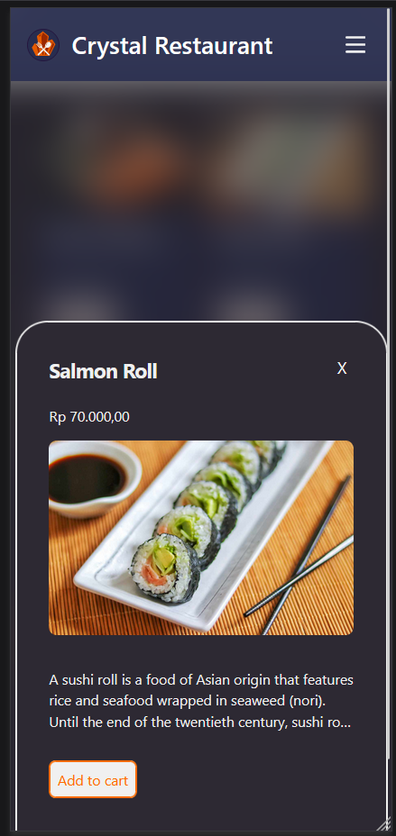 Crystal Restaurant
Salmon Roll
X
Rp 70.000,00
A sushi roll is a food of Asian origin that features
rice and seafood wrapped in seaweed (nori).
Until the end of the twentieth century, sushi ro...
Add to cart